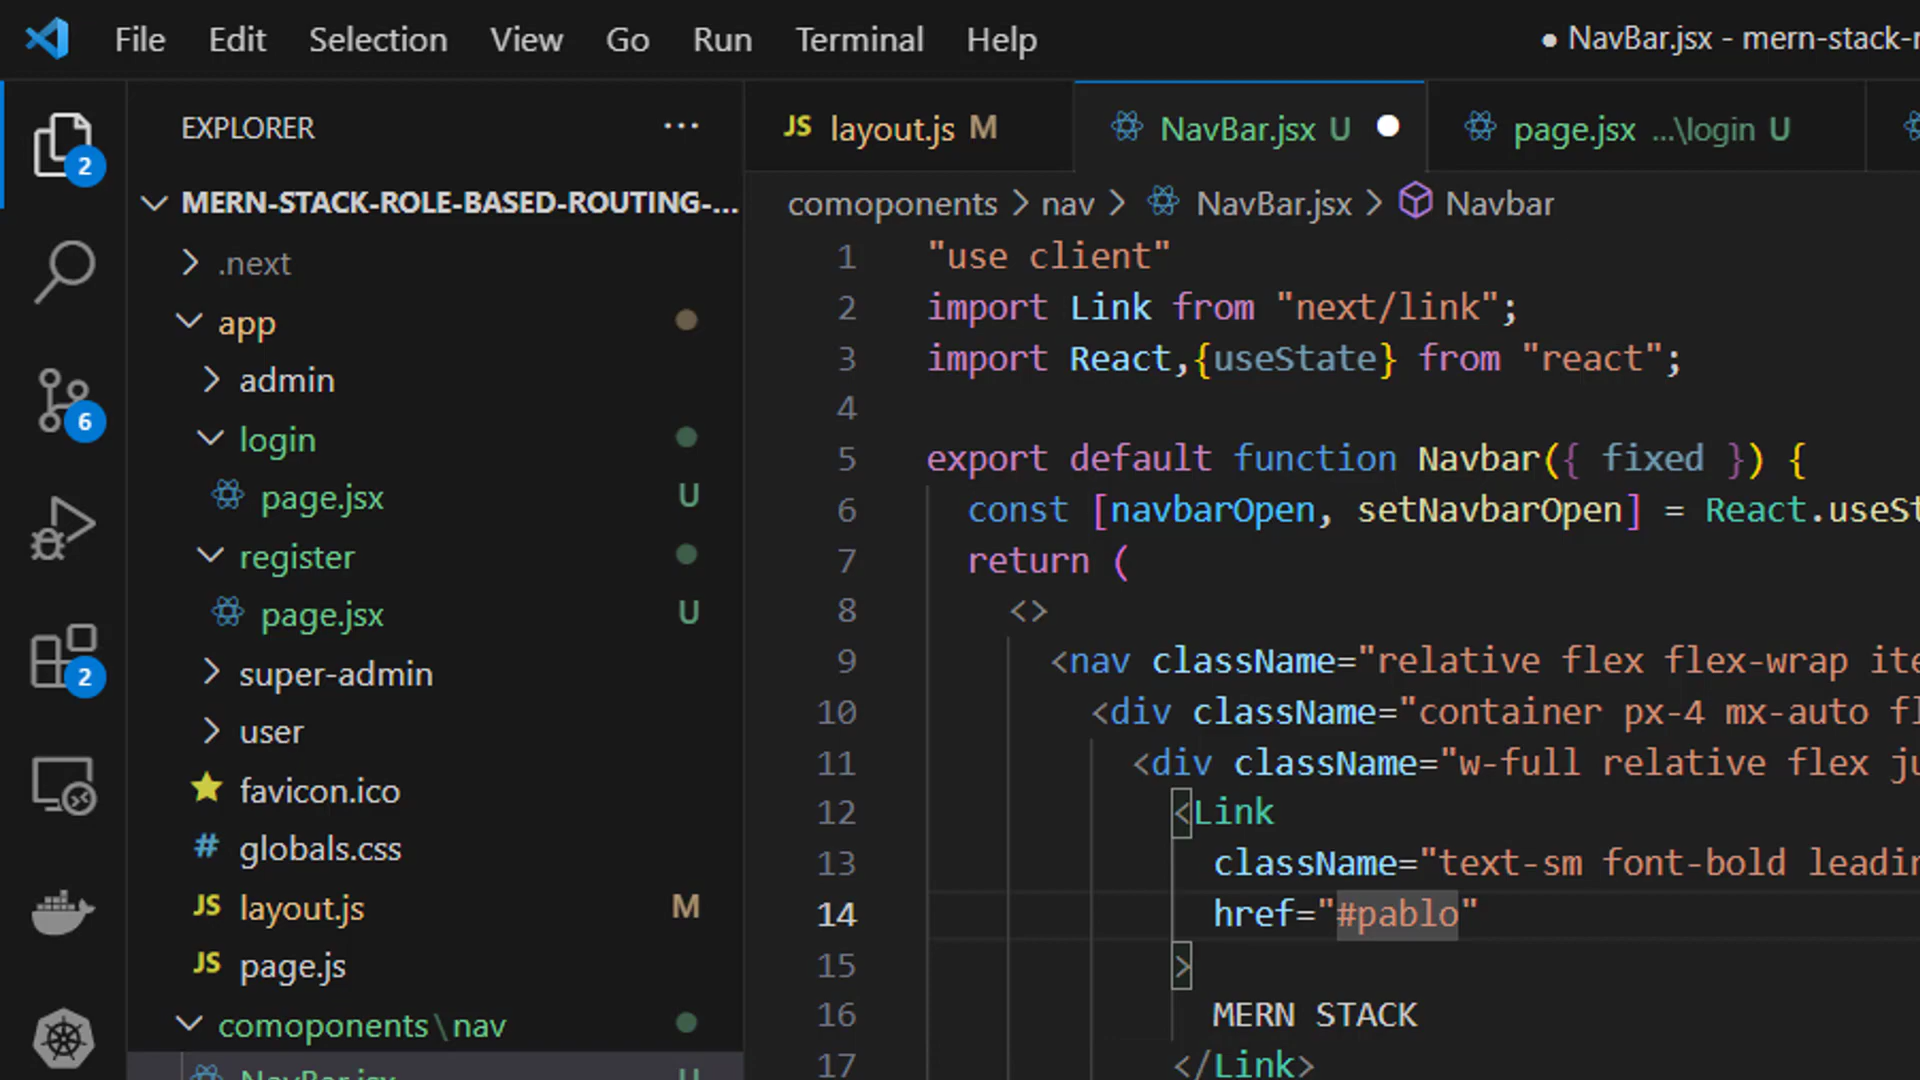 File Edit Selection View Go Run Terminal Help
● NavBar.jsx - mern-stack-
EXPLORER ···
MERN-STACK-ROLE-BASED-ROUTING-...
.next
app
admin
login
page.jsx U
register
page.jsx U
super-admin
user
favicon.ico
# globals.css
JS layout.js M
JS page.js
comoponents\nav
NavBar.jsx U
2
6
2
JS layout.js M
NavBar.jsx U
page.jsx ...\login U
comoponents > nav > NavBar.jsx > Navbar
1 "use client"
2 import Link from "next/link";
3 import React,{useState} from "react";
4
5 export default function Navbar({ fixed }) {
6 const [navbarOpen, setNavbarOpen] = React.useSt
7 return (
8 <>
9 <nav className="relative flex flex-wrap ite
10 <div className="container px-4 mx-auto fl
11 <div className="w-full relative flex ju
12 <Link
13 className="text-sm font-bold leadin
14 href="#pablo"
15 >
16 MERN STACK
17 </Link>